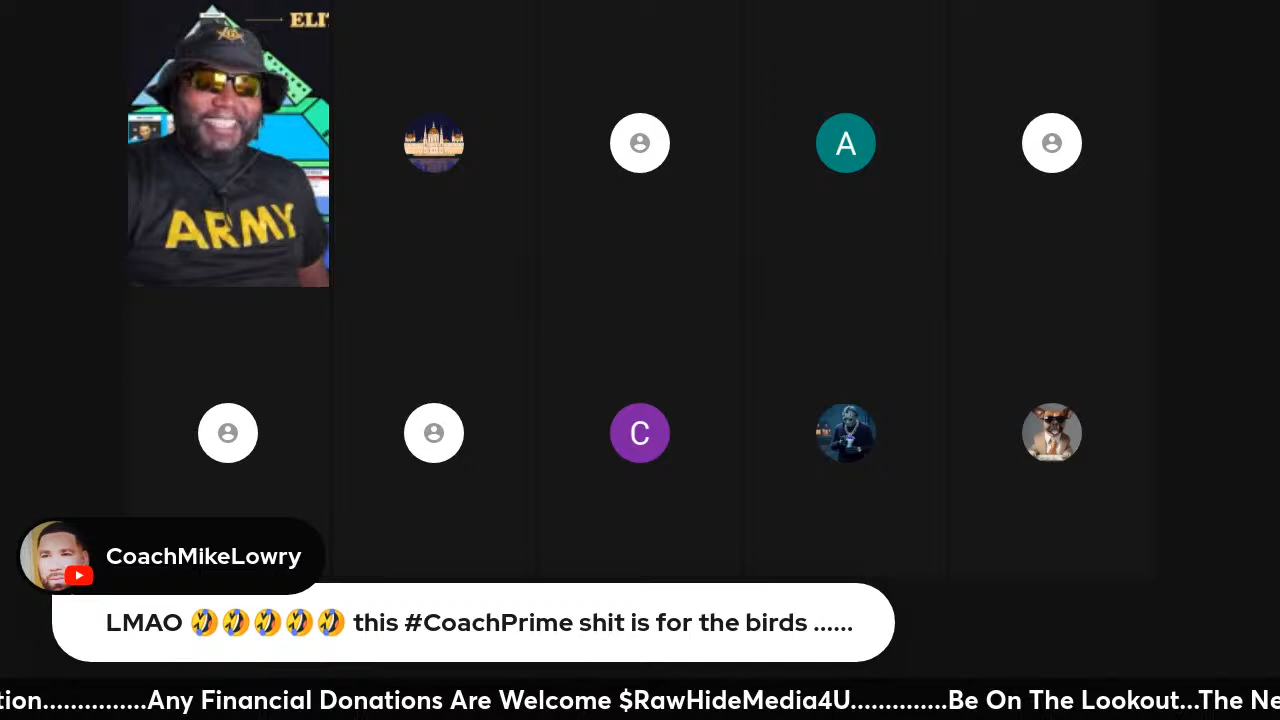 ELI
ARMY
A
C
CoachMikeLowry
LMAO 🤣🤣🤣🤣🤣 this #CoachPrime shit is for the birds ......
tion...............Any Financial Donations Are Welcome $RawHideMedia4U..............Be On The Lookout...The Ne